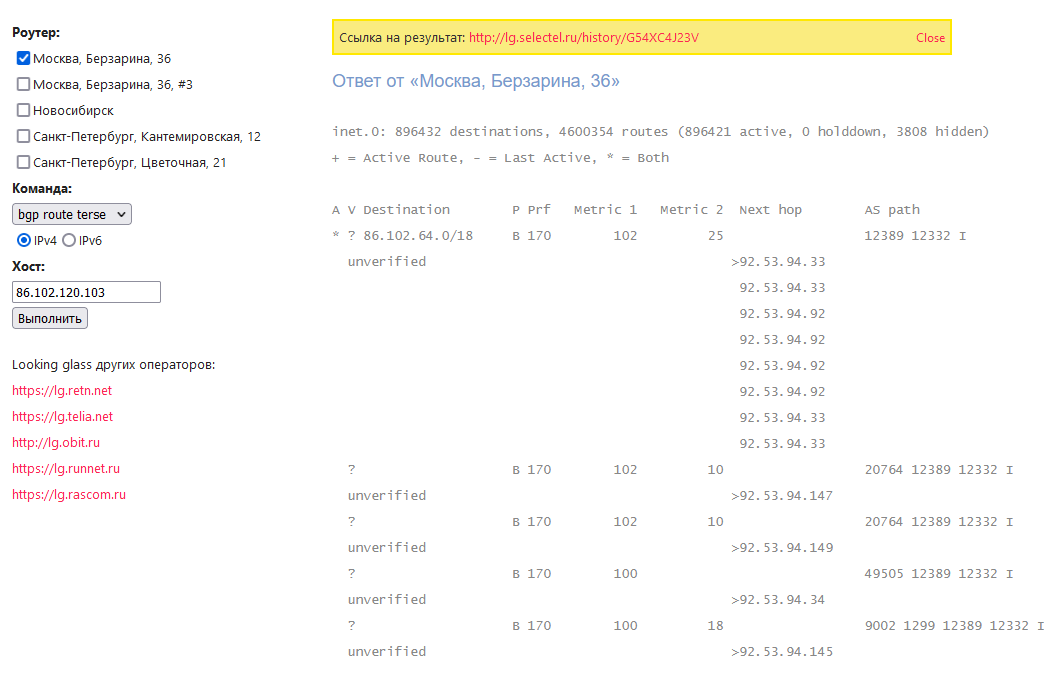 Роутер:
Москва, Берзарина, 36
Москва, Берзарина, 36, #3
Новосибирск
Санкт-Петербург, Кантемировская, 12
Санкт-Петербург, Цветочная, 21
Команда:
bgp route terse
IPv4 IPv6
Хост:
86.102.120.103
Выполнить
Looking glass других операторов:
https://lg.retn.net
https://lg.telia.net
http://lg.obit.ru
https://lg.runnet.ru
https://lg.rascom.ru
Ссылка на результат: http://lg.selectel.ru/history/G54XC4J23V Close
Ответ от «Москва, Берзарина, 36»
inet.0: 896432 destinations, 4600354 routes (896421 active, 0 holddown, 3808 hidden)
+ = Active Route, - = Last Active, * = Both
A V Destination P Prf Metric 1 Metric 2 Next hop AS path
* ? 86.102.64.0/18 B 170 102 25 12389 12332 I
unverified >92.53.94.33
92.53.94.33
92.53.94.92
92.53.94.92
92.53.94.92
92.53.94.92
92.53.94.33
92.53.94.33
? B 170 102 10 20764 12389 12332 I
unverified >92.53.94.147
? B 170 102 10 20764 12389 12332 I
unverified >92.53.94.149
? B 170 100 49505 12389 12332 I
unverified >92.53.94.34
? B 170 100 18 9002 1299 12389 12332 I
unverified >92.53.94.145